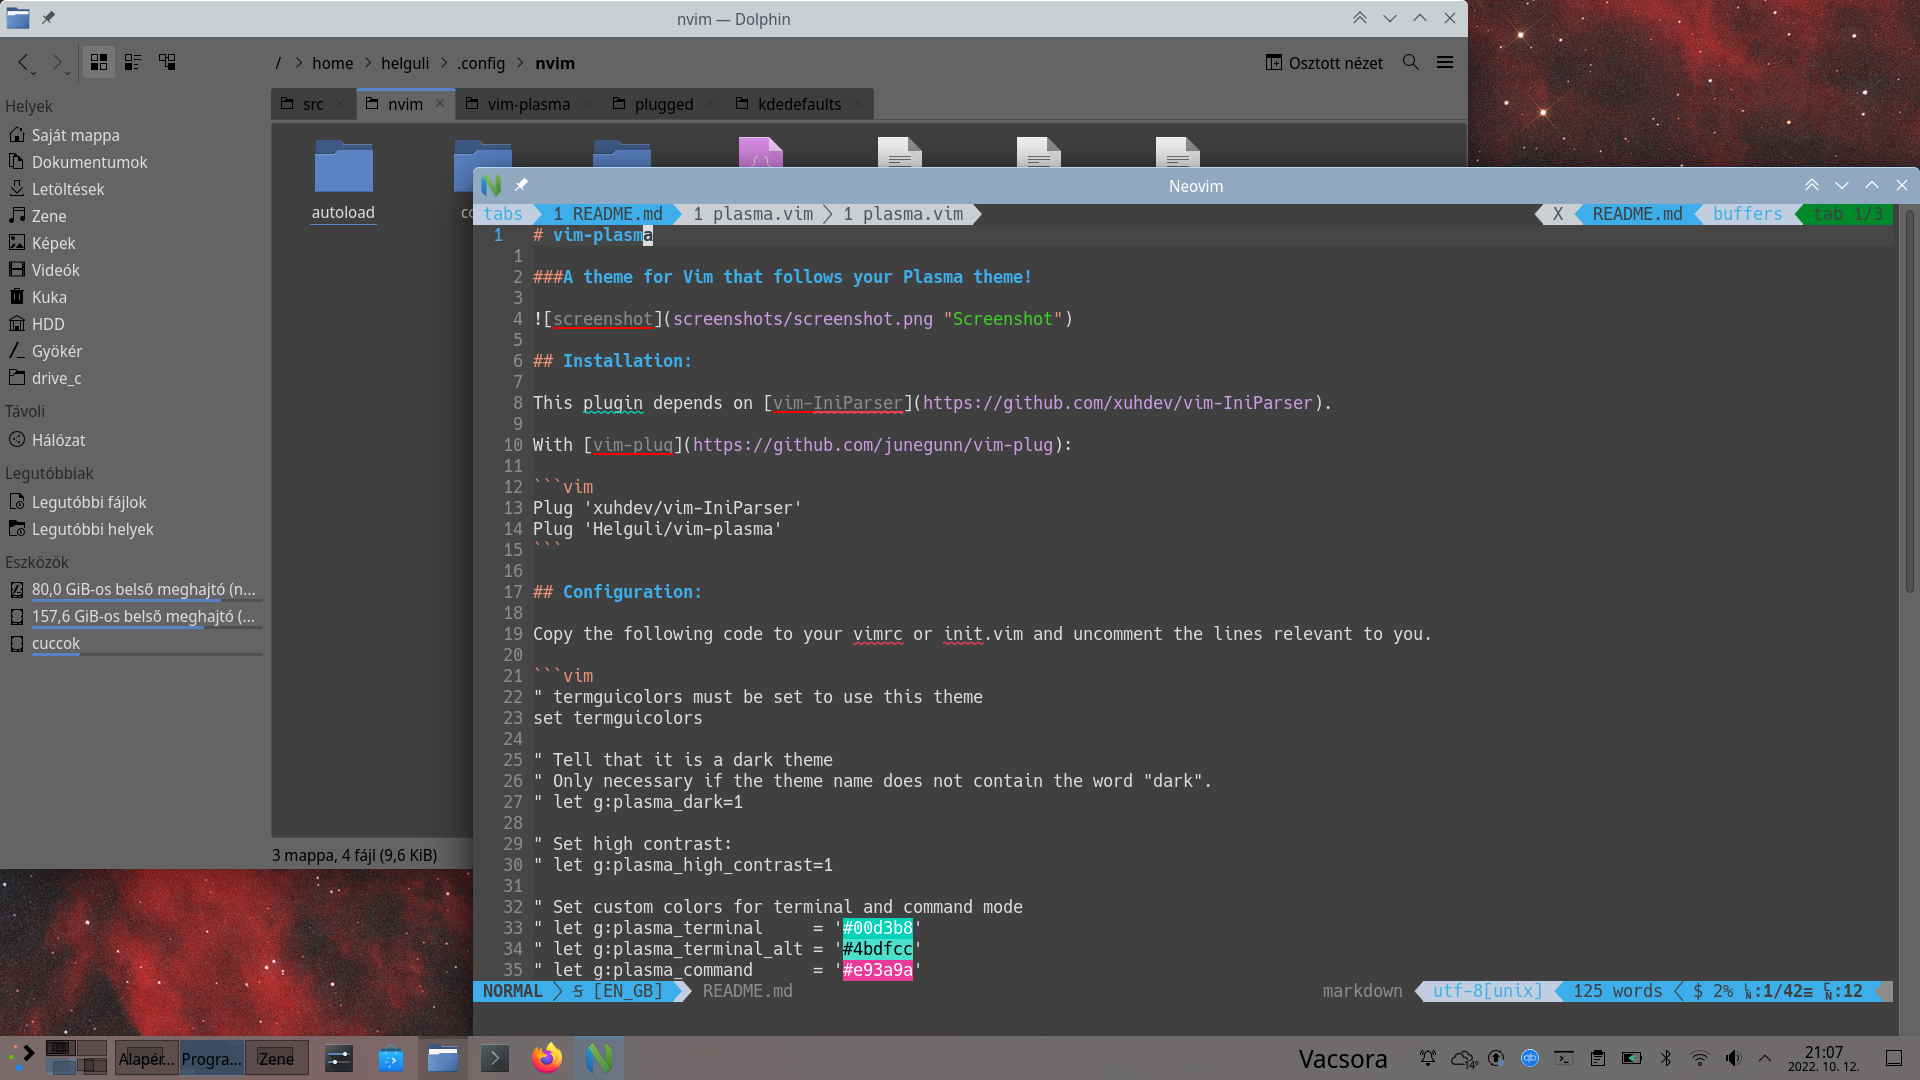 nvim — Dolphin
/ > home > helguli > .config > nvim
Osztott nézet
src nvim vim-plasma plugged kdedefaults
Helyek
Saját mappa
Dokumentumok
Letöltések
Zene
Képek
Videók
Kuka
HDD
Gyökér
drive_c
Távoli
Hálózat
Legutóbbiak
Legutóbbi fájlok
Legutóbbi helyek
Eszközök
80,0 GiB-os belső meghajtó (n...
157,6 GiB-os belső meghajtó (...
cuccok
autoload
co
3 mappa, 4 fájl (9,6 KiB)
Neovim
tabs 1 README.md 1 plasma.vim 1 plasma.vim X README.md buffers tab 1/3
1 # vim-plasma
1
2 ###A theme for Vim that follows your Plasma theme!
3
4 ![screenshot](screenshots/screenshot.png "Screenshot")
5
6 ## Installation:
7
8 This plugin depends on [vim-IniParser](https://github.com/xuhdev/vim-IniParser).
9
10 With [vim-plug](https://github.com/junegunn/vim-plug):
11
12 ```vim
13 Plug 'xuhdev/vim-IniParser'
14 Plug 'Helguli/vim-plasma'
15 ```
16
17 ## Configuration:
18
19 Copy the following code to your vimrc or init.vim and uncomment the lines relevant to you.
20
21 ```vim
22 " termguicolors must be set to use this theme
23 set termguicolors
24
25 " Tell that it is a dark theme
26 " Only necessary if the theme name does not contain the word "dark".
27 " let g:plasma_dark=1
28
29 " Set high contrast:
30 " let g:plasma_high_contrast=1
31
32 " Set custom colors for terminal and command mode
33 " let g:plasma_terminal     = '#00d3b8'
34 " let g:plasma_terminal_alt = '#4bdfcc'
35 " let g:plasma_command      = '#e93a9a'
NORMAL S [EN_GB] README.md markdown utf-8[unix] 125 words $ 2% :1/42≡ :12
Alapér... Progra... Zene
Vacsora
14°
21:07
2022. 10. 12.